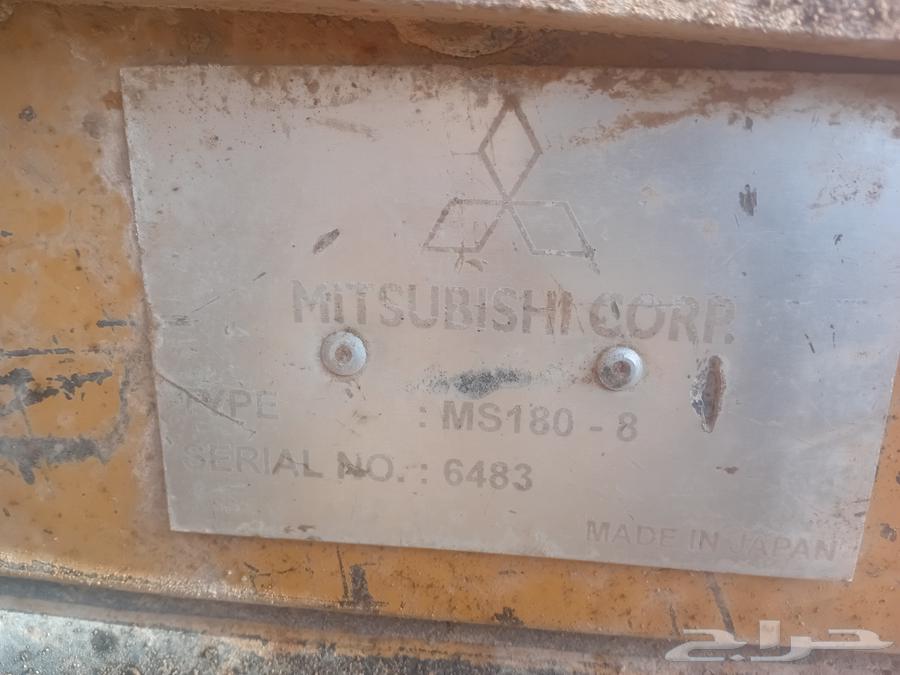 MITSUBISHI CORP.
TYPE : MS180 - 8
SERIAL NO. : 6483
MADE IN JAPAN
حراج